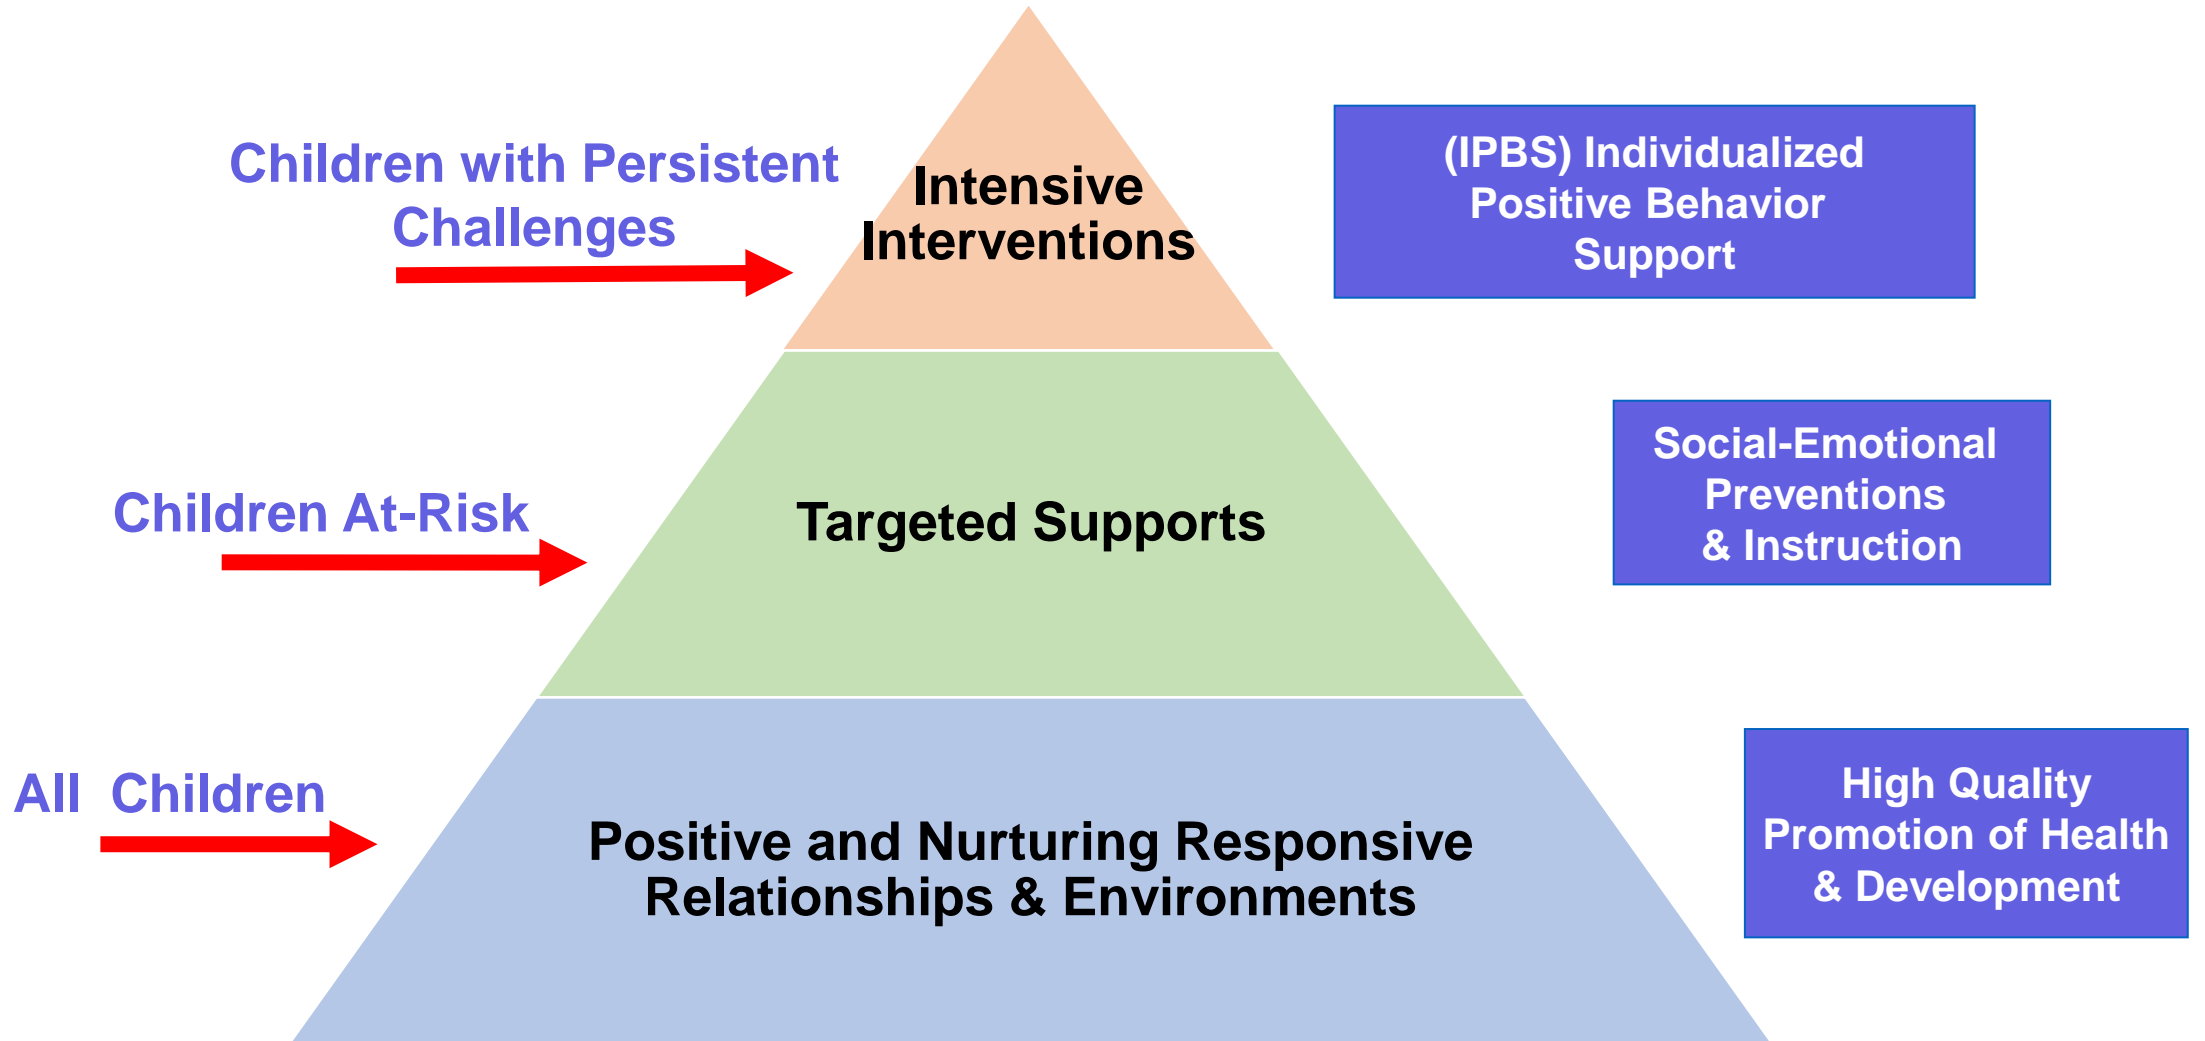 Children with Persistent
Challenges
Intensive
Interventions
(IPBS) Individualized
Positive Behavior
Support
Children At-Risk
Targeted Supports
Social-Emotional
Preventions
& Instruction
All Children
Positive and Nurturing Responsive
Relationships & Environments
High Quality
Promotion of Health
& Development